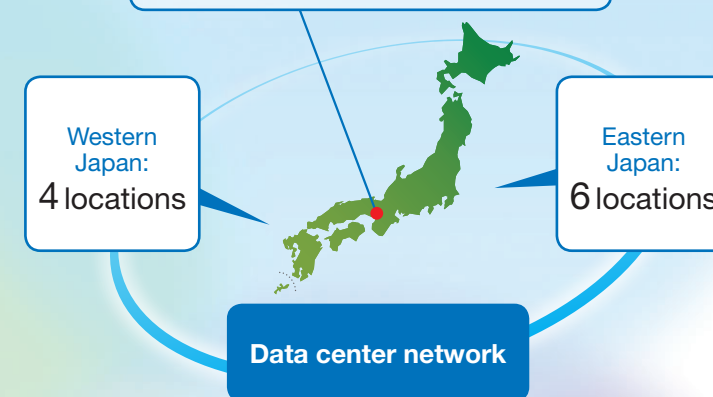 Western
Japan:
4 locations
Eastern
Japan:
6 locations
Data center network